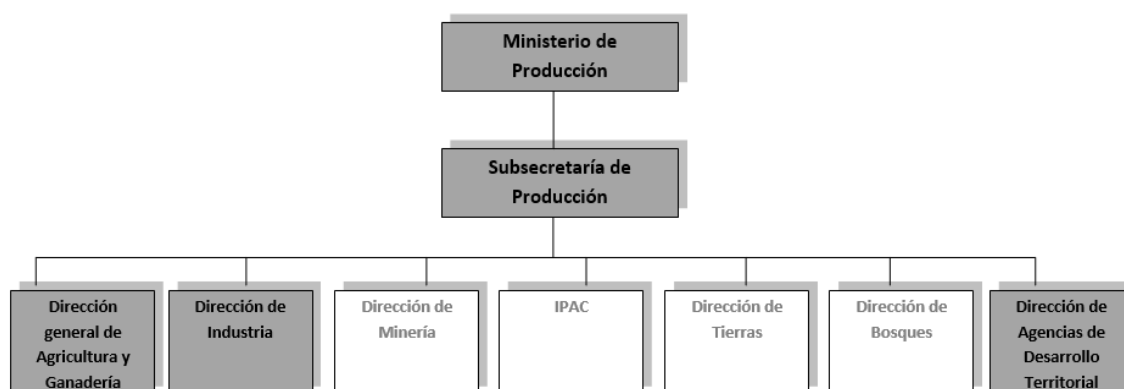 Ministerio de
Producción
Subsecretaría de
Producción
Dirección
general de
Agricultura y
Ganadería
Dirección de
Industria
Dirección de
Minería
IPAC
Dirección de
Tierras
Dirección de
Bosques
Dirección de
Agencias de
Desarrollo
Territorial